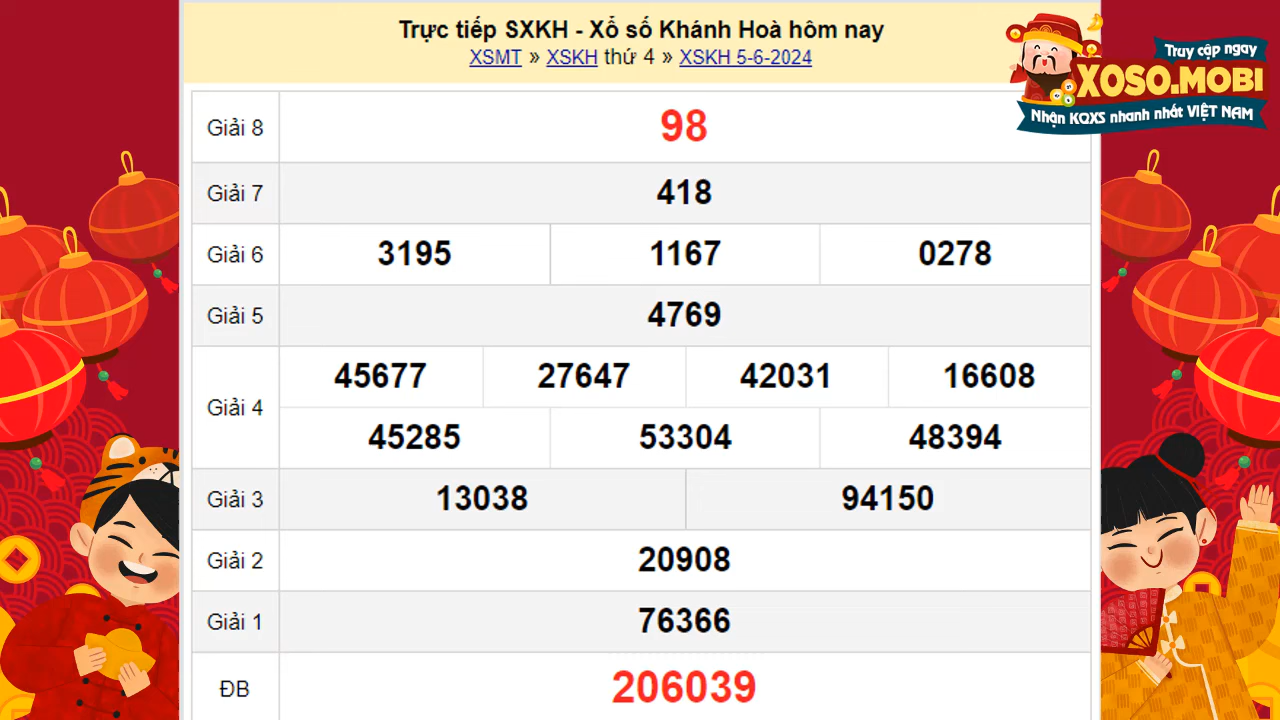 Trực tiếp SXKH - Xổ số Khánh Hoà hôm nay
XSMT » XSKH thứ 4 » XSKH 5-6-2024
Truy cập ngay
XOSO.MOBI
Nhận KQXS nhanh nhất VIỆT NAM
Giải 8 98
Giải 7 418
Giải 6 3195 1167 0278
Giải 5 4769
Giải 4 45677 27647 42031 16608
45285 53304 48394
Giải 3 13038 94150
Giải 2 20908
Giải 1 76366
ĐB 206039